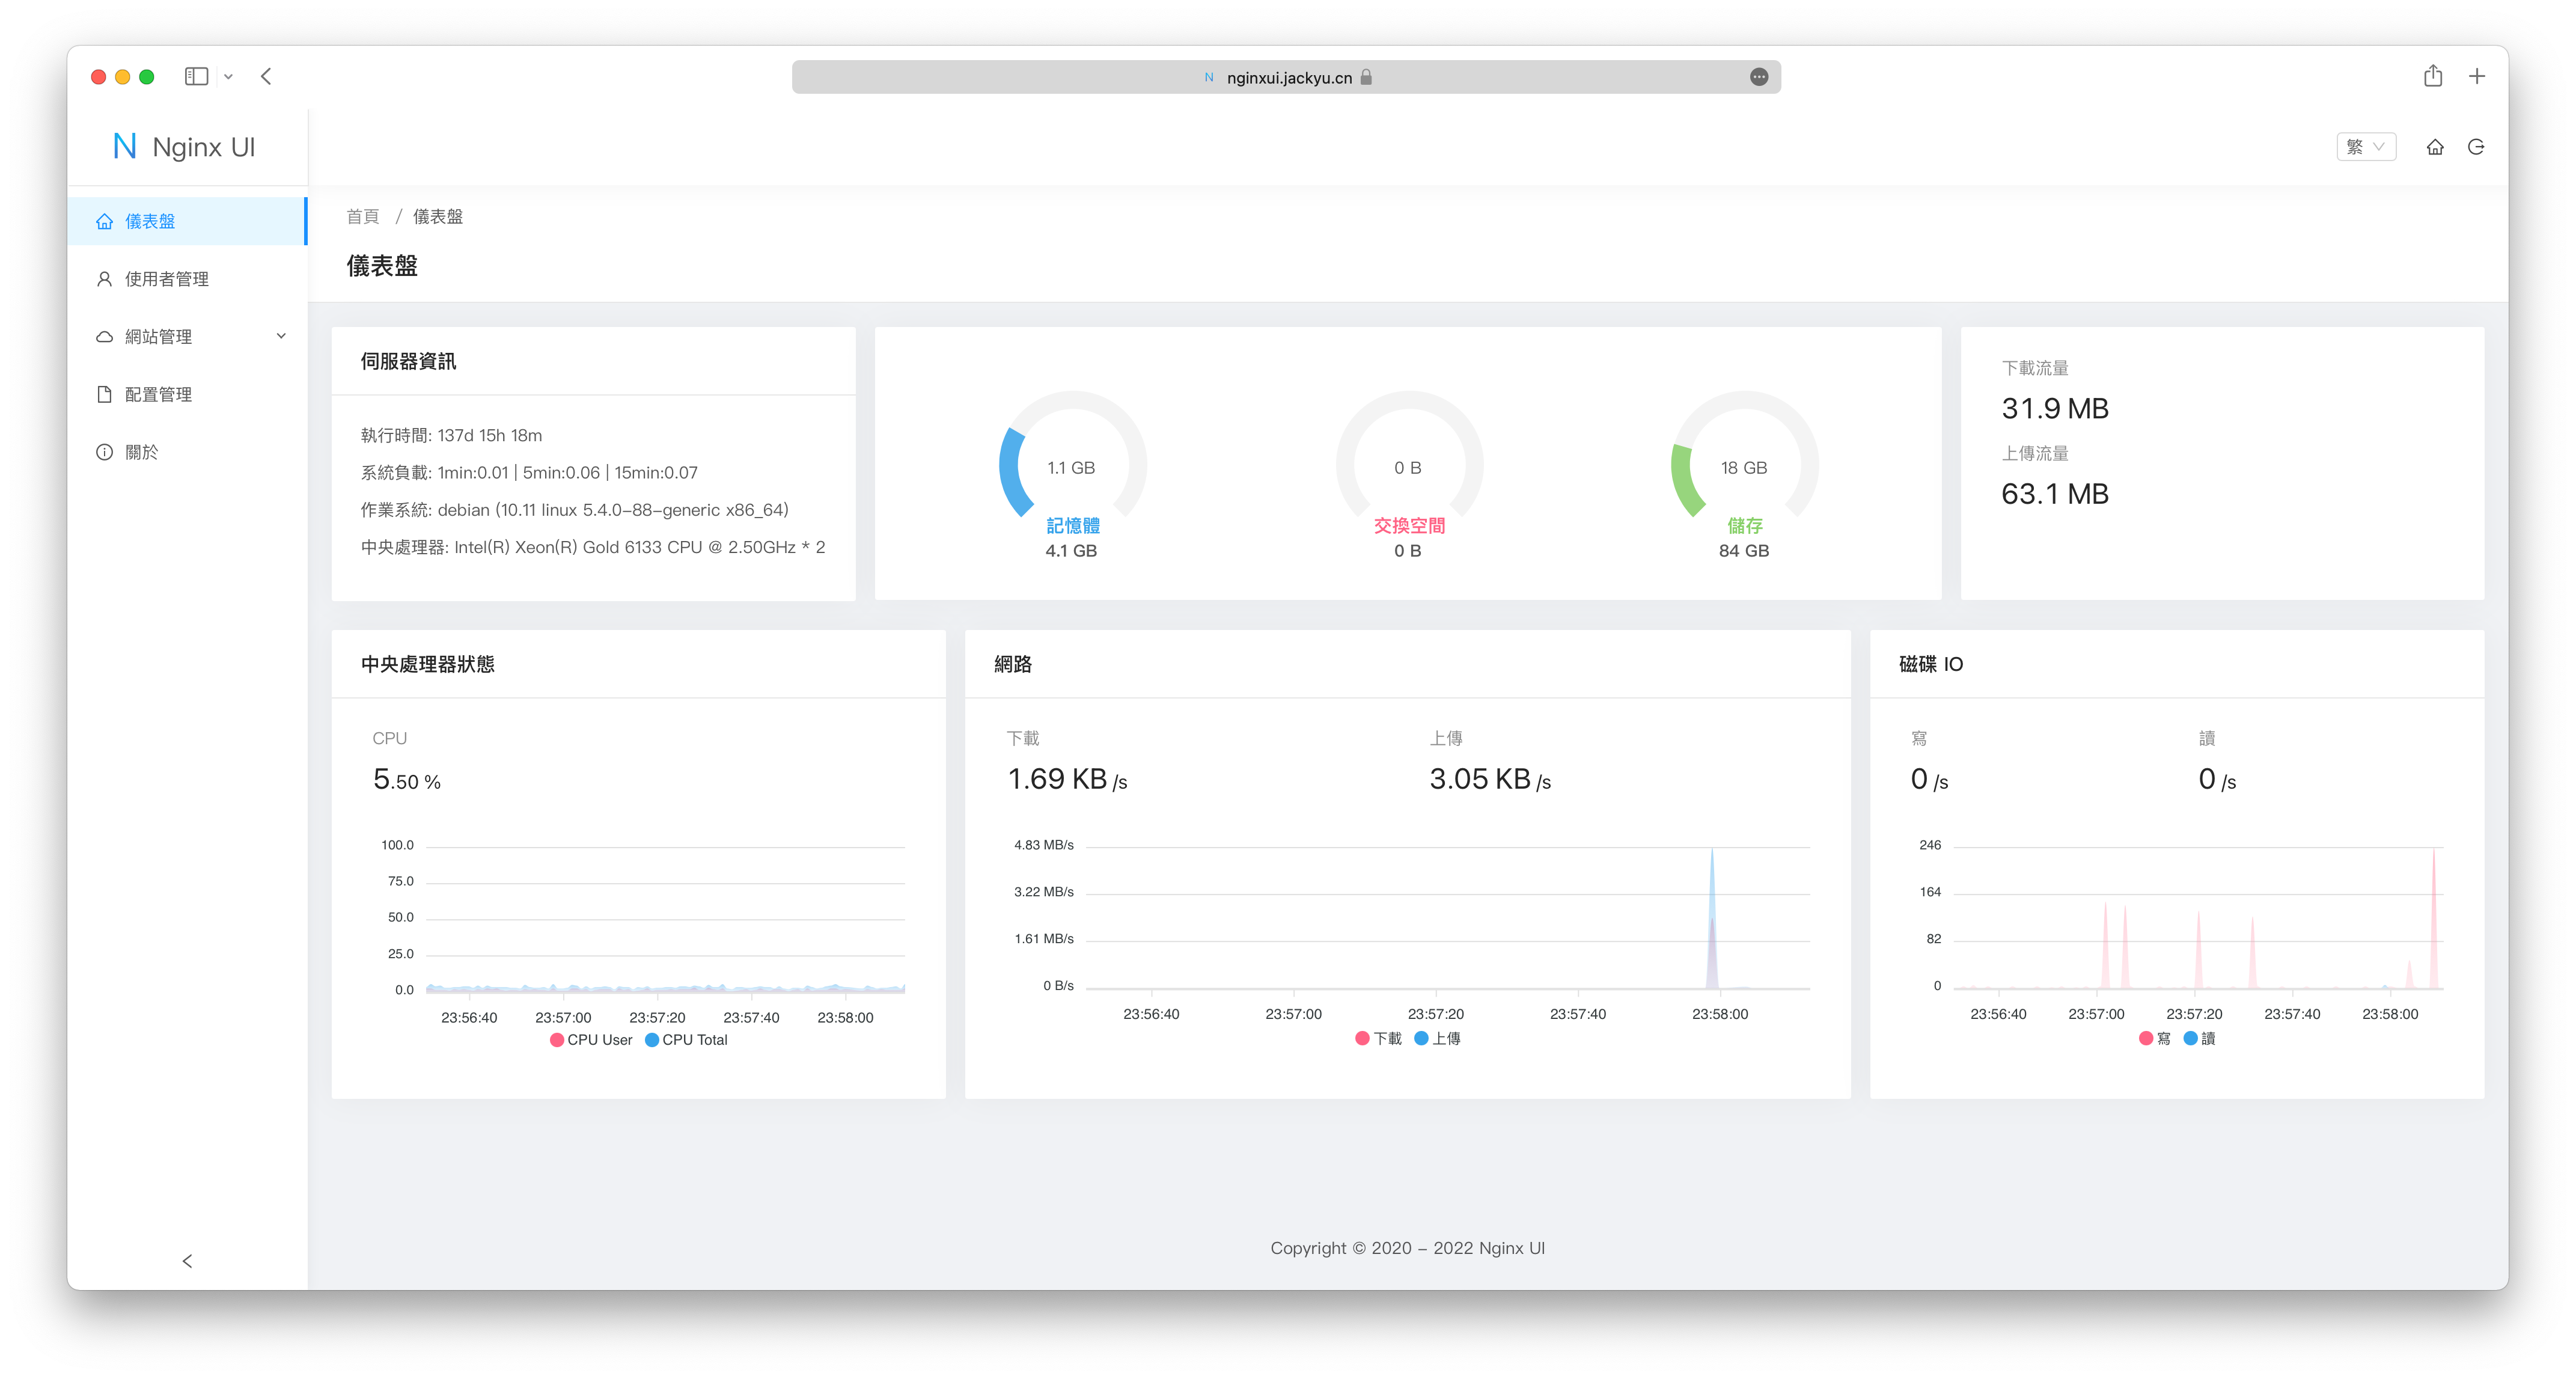 N nginxui.jackyu.cn
N Nginx UI
繁
儀表盤
使用者管理
網站管理
配置管理
關於
首頁 / 儀表盤
儀表盤
伺服器資訊
執行時間: 137d 15h 18m
系統負載: 1min:0.01 | 5min:0.06 | 15min:0.07
作業系統: debian (10.11 linux 5.4.0-88-generic x86_64)
中央處理器: Intel(R) Xeon(R) Gold 6133 CPU @ 2.50GHz * 2
1.1 GB
記憶體
4.1 GB
0 B
交換空間
0 B
18 GB
儲存
84 GB
下載流量
31.9 MB
上傳流量
63.1 MB
中央處理器狀態
CPU
5.50 %
100.0
75.0
50.0
25.0
0.0
23:56:40 23:57:00 23:57:20 23:57:40 23:58:00
CPU User CPU Total
網路
下載 上傳
1.69 KB /s 3.05 KB /s
4.83 MB/s
3.22 MB/s
1.61 MB/s
0 B/s
23:56:40 23:57:00 23:57:20 23:57:40 23:58:00
下載 上傳
磁碟 IO
寫 讀
0 /s 0 /s
246
164
82
0
23:56:40 23:57:00 23:57:20 23:57:40 23:58:00
寫 讀
Copyright © 2020 - 2022 Nginx UI